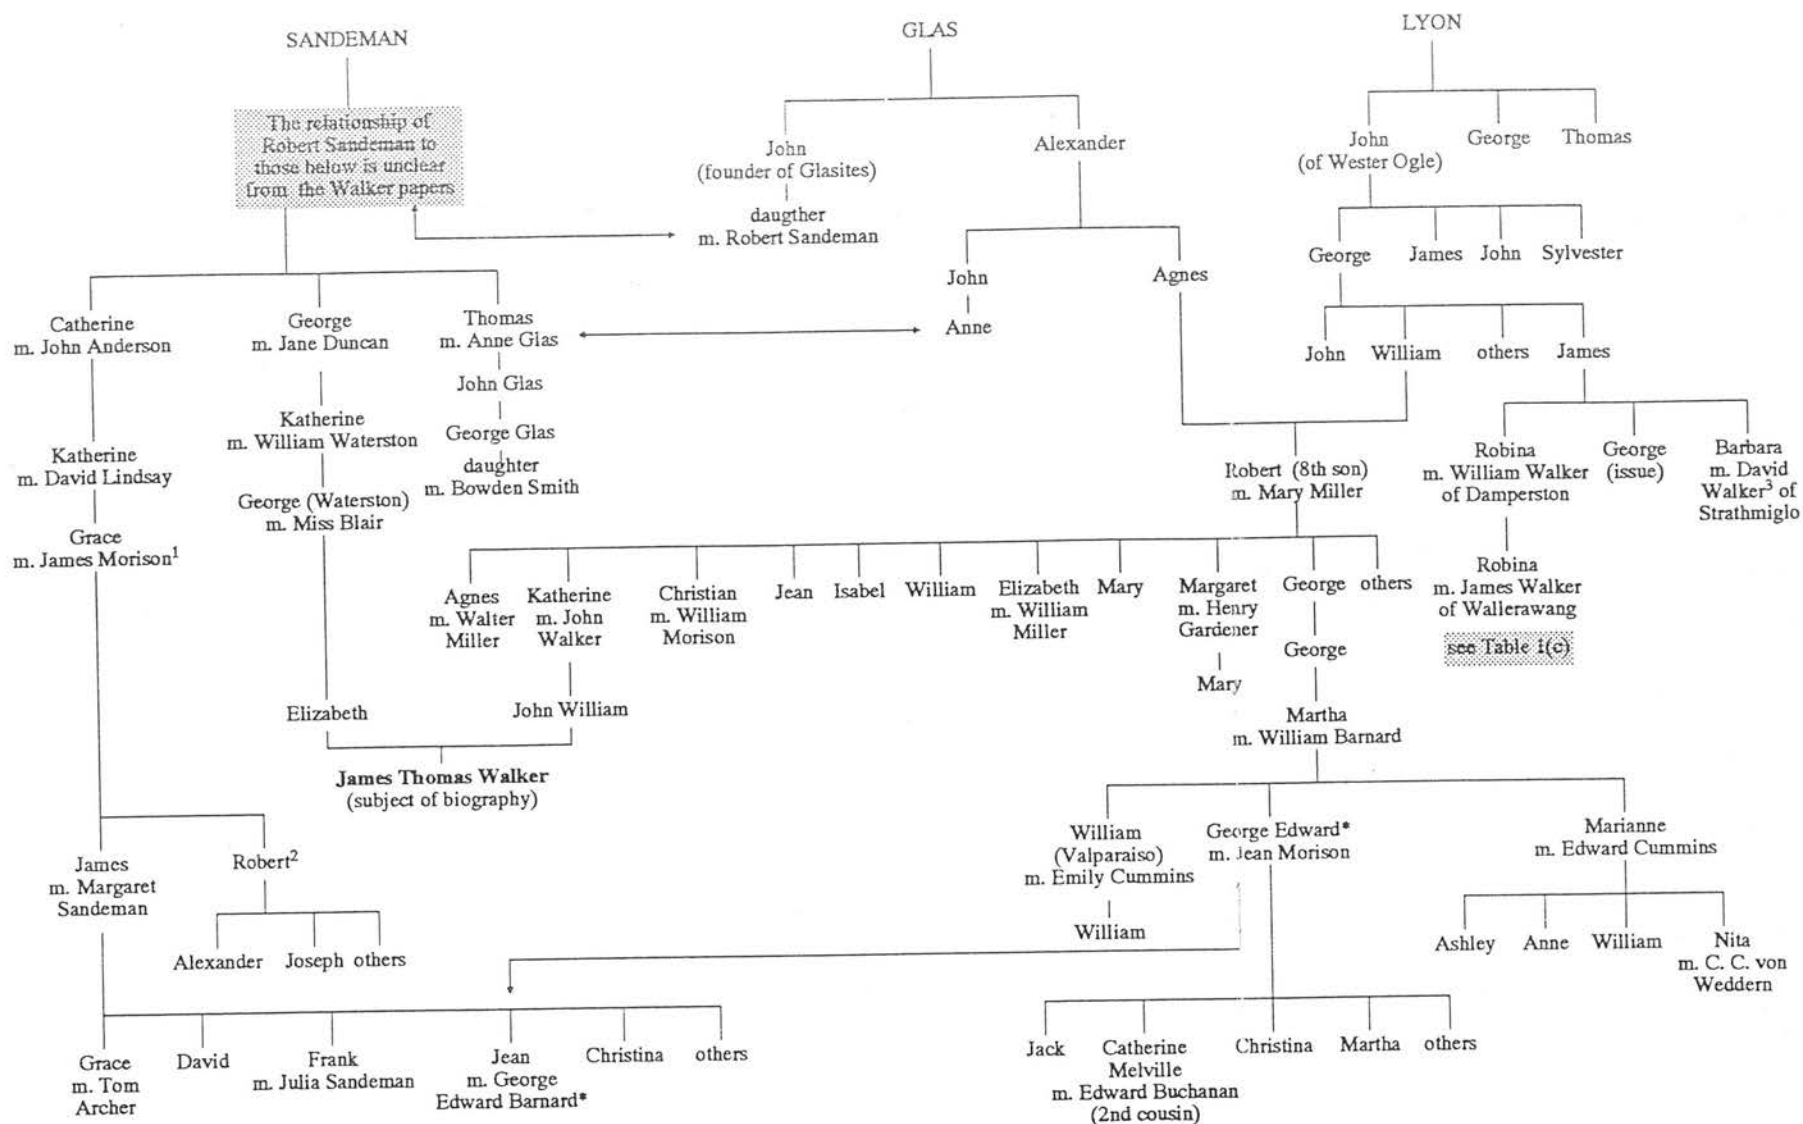 SANDEMAN
GLAS
LYON
The relationship of
Robert Sandeman to
those below is unclear
from the Walker papers
John
(founder of Glasites)
Alexander
John
(of Wester Ogle)
George
Thomas
daugther
m. Robert Sandeman
John
Agnes
George
James
John
Sylvester
Catherine
m. John Anderson
George
m. Jane Duncan
Thomas
m. Anne Glas
Anne
John
William
others
James
John Glas
Katherine
m. William Waterston
George Glas
Katherine
m. David Lindsay
daughter
m. Bowden Smith
Robert (8th son)
m. Mary Miller
Robina
m. William Walker
of Damperston
George
(issue)
Barbara
m. David
Walker³ of
Strathmiglo
George (Waterston)
m. Miss Blair
Grace
m. James Morison¹
Agnes
m. Walter
Miller
Katherine
m. John
Walker
Christian
m. William
Morison
Jean
Isabel
William
Elizabeth
m. William
Miller
Mary
Margaret
m. Henry
Gardener
George
others
Robina
m. James Walker
of Wallerawang
see Table 1(c)
George
Mary
Elizabeth
John William
Martha
m. William Barnard
James Thomas Walker
(subject of biography)
James
m. Margaret
Sandeman
Robert²
William
(Valparaiso)
m. Emily Cummins
George Edward*
m. Jean Morison
Marianne
m. Edward Cummins
William
Alexander
Joseph
others
Ashley
Anne
William
Nita
m. C. C. von
Weddern
Grace
m. Tom
Archer
David
Frank
m. Julia Sandeman
Jean
m. George
Edward Barnard*
Christina
others
Jack
Catherine
Melville
m. Edward Buchanan
(2nd cousin)
Christina
Martha
others